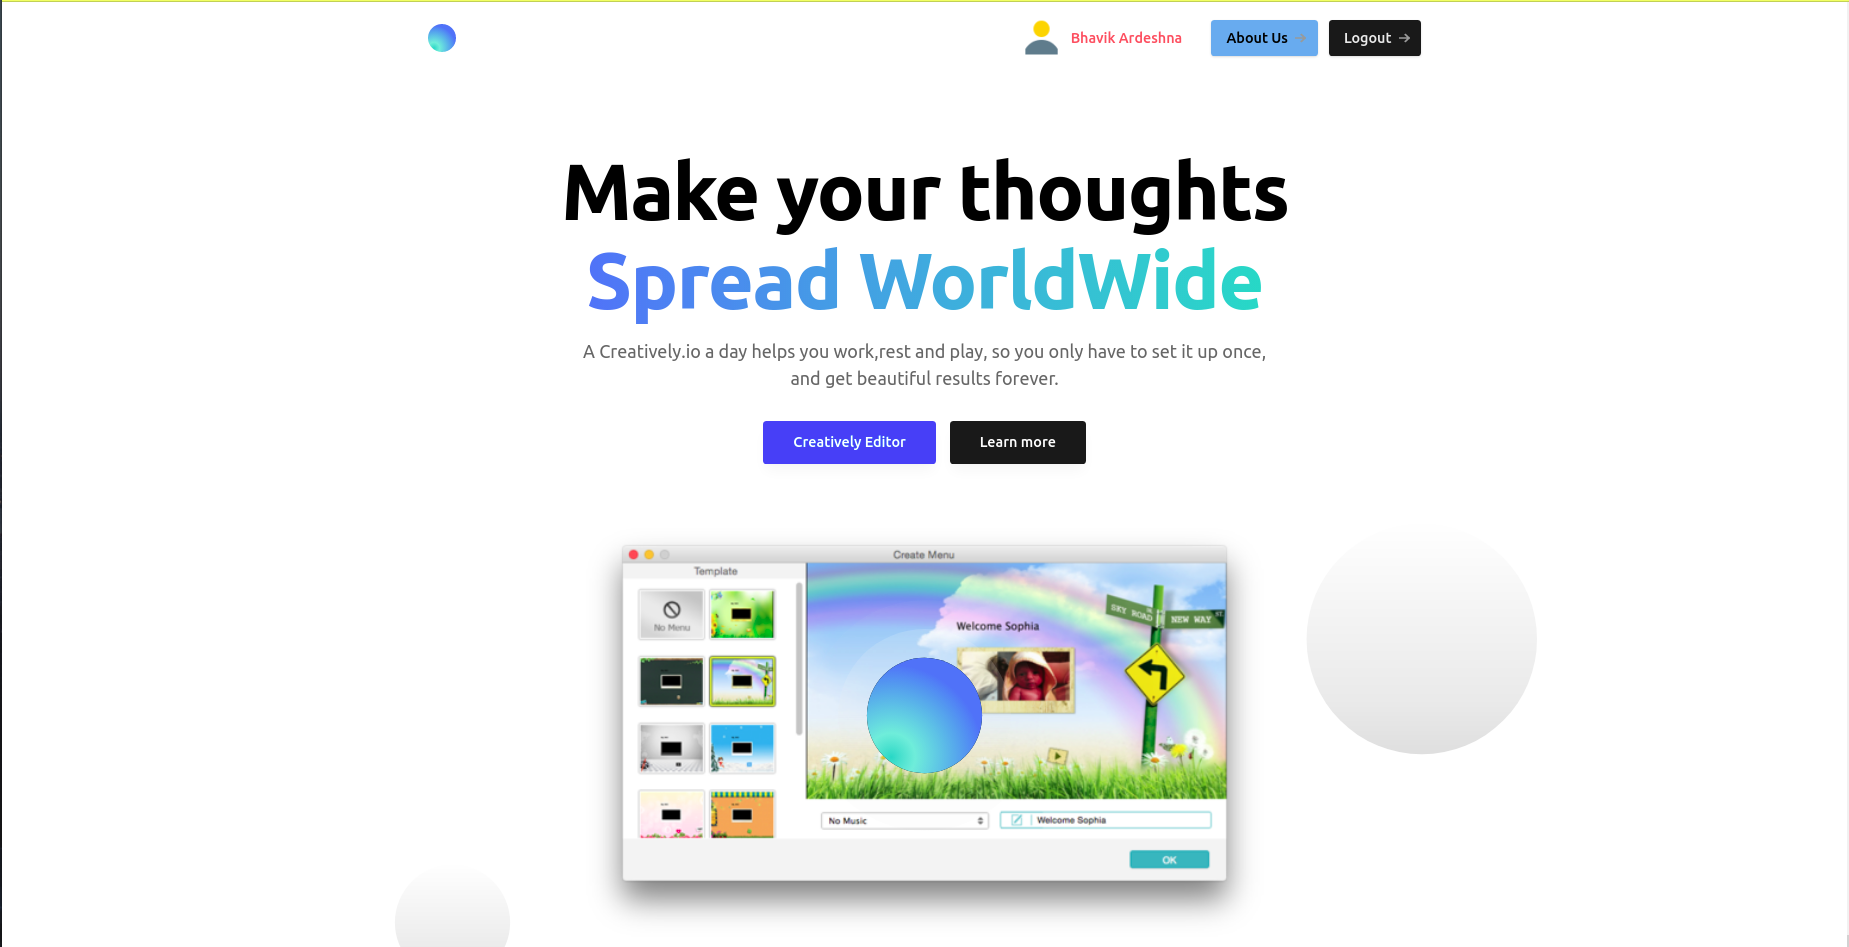 Bhavik Ardeshna
About Us
Logout
Make your thoughts
Spread WorldWide
A Creatively.io a day helps you work,rest and play, so you only have to set it up once,
and get beautiful results forever.
Creatively Editor
Learn more
Create Menu
Template
No Menu
Welcome Sophia
SKY ROAD
NEW WAY
No Music
Welcome Sophia
OK